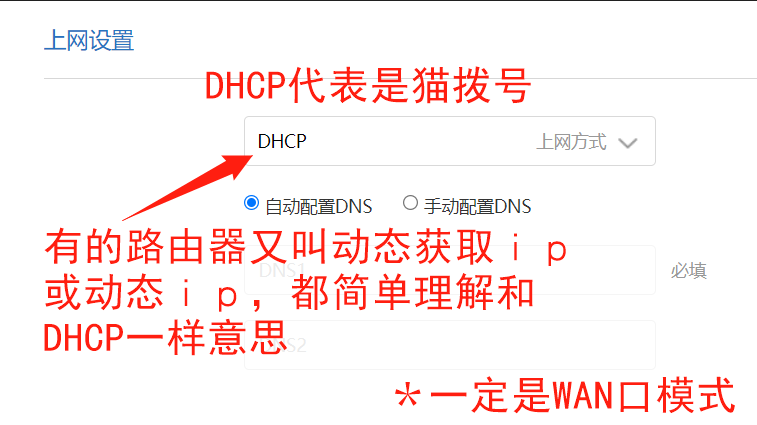 上网设置
DHCP代表是猫拨号
DHCP
上网方式
自动配置DNS
手动配置DNS
有的路由器又叫动态获取ip
DNS1
必填
或动态ip，都简单理解和
DHCP一样意思
DNS2
＊一定是WAN口模式